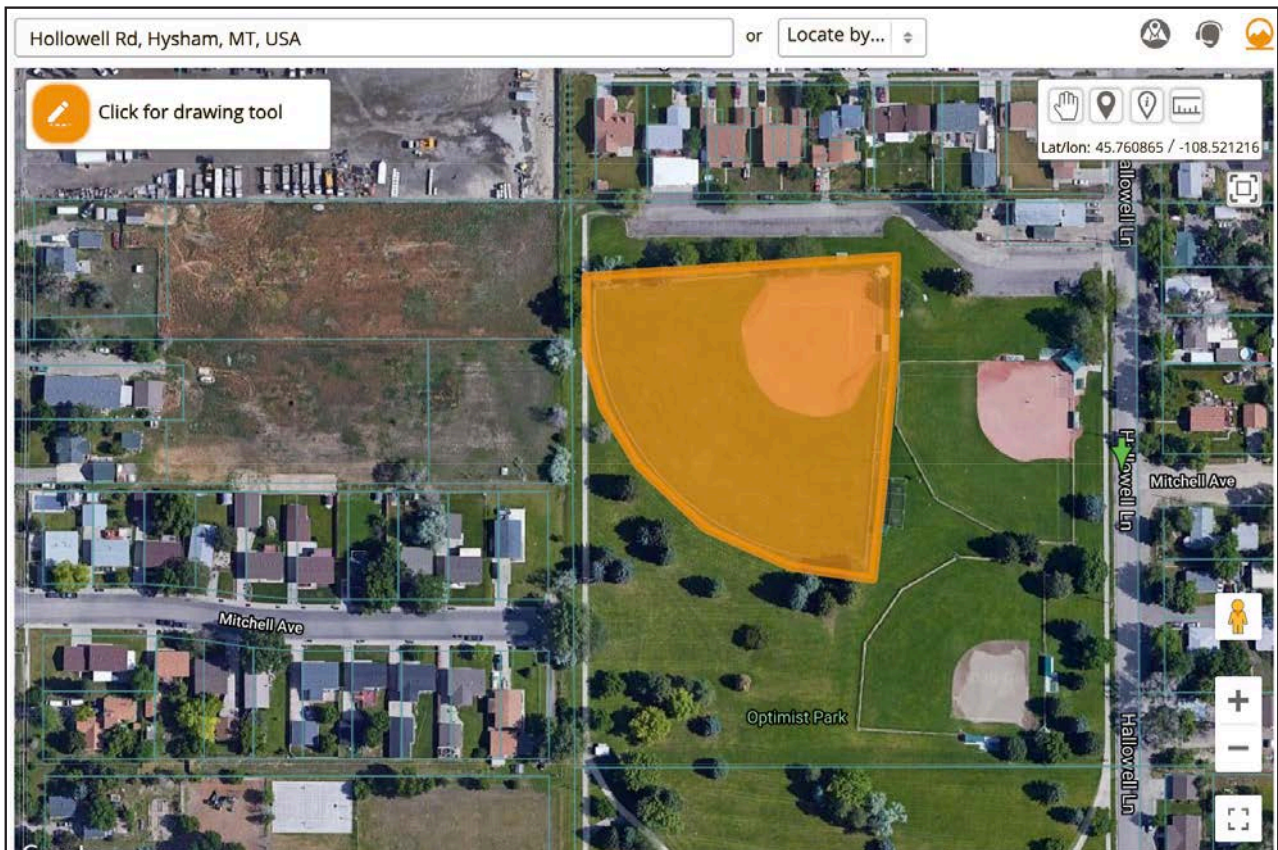 Hollowell Rd, Hysham, MT, USA
or
Locate by...
Click for drawing tool
Lat/lon: 45.760865 / -108.521216
Hallowell Ln
Mitchell Ave
Mitchell Ave
Optimist Park
Hallowell Ln